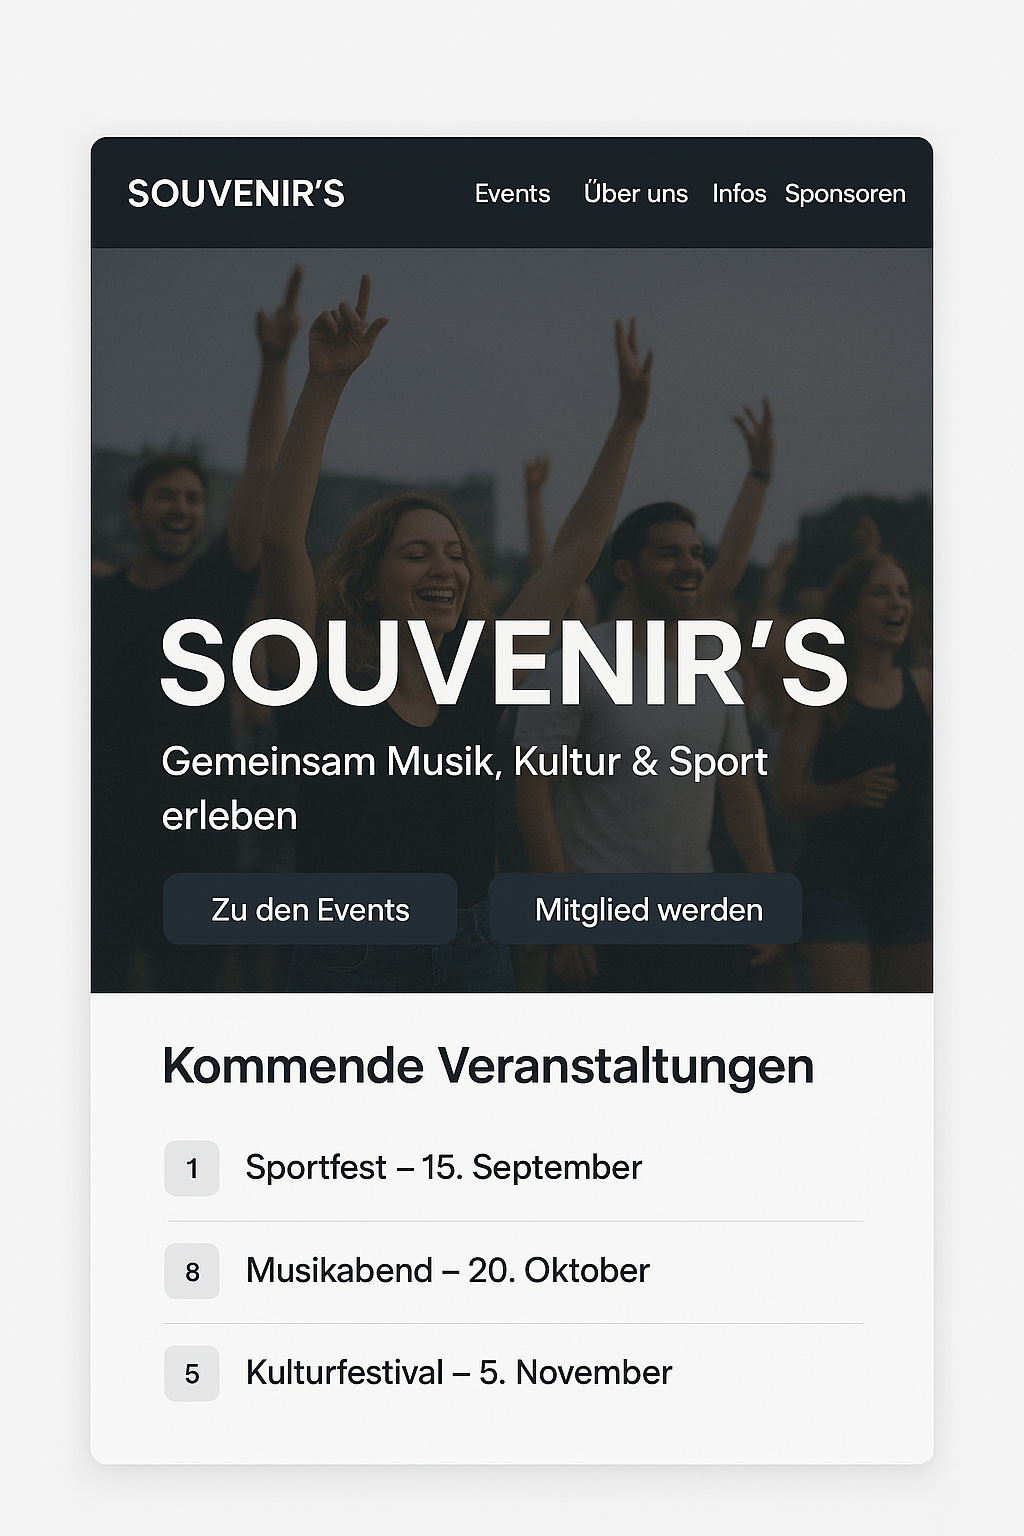 SOUVENIR’S
Events Űber uns Infos Sponsoren
SOUVENIR’S
Gemeinsam Musik, Kultur & Sport
erleben
Zu den Events Mitglied werden
Kommende Veranstaltungen
1 Sportfest – 15. September
8 Musikabend – 20. Oktober
5 Kulturfestival – 5. November